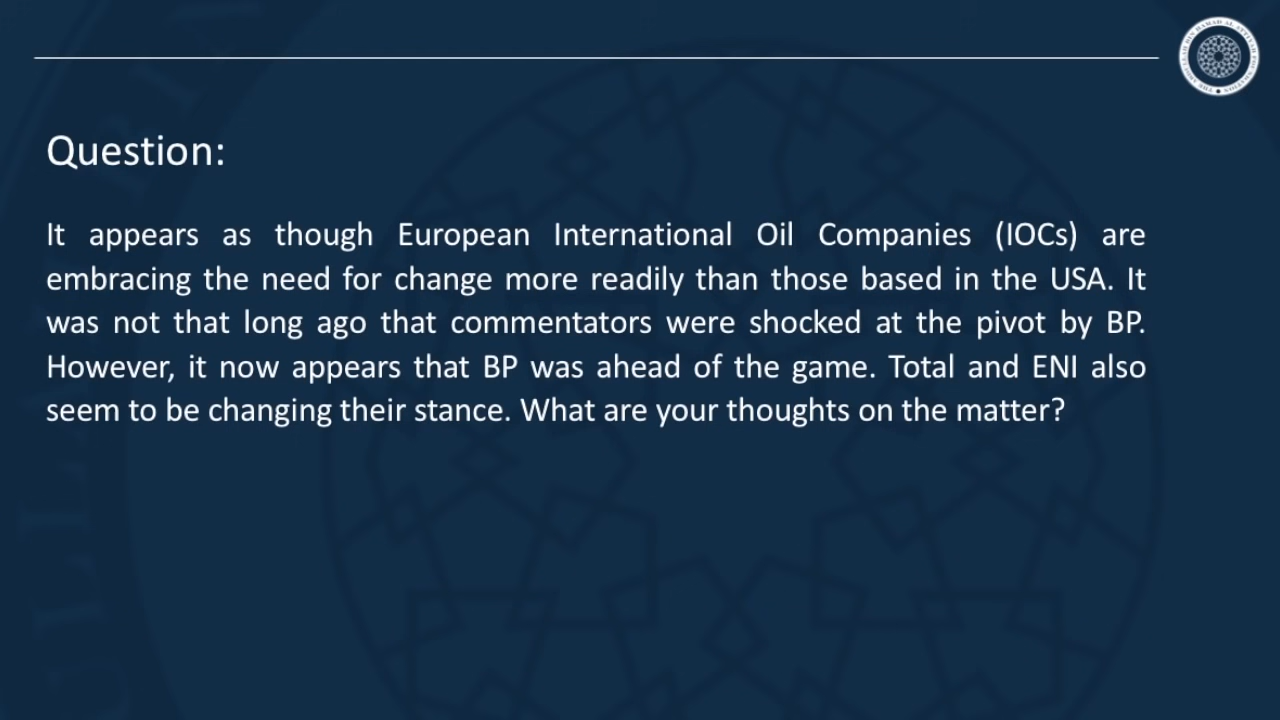 Question:
It appears as though European International Oil Companies (IOCs) are
embracing the need for change more readily than those based in the USA. It
was not that long ago that commentators were shocked at the pivot by BP.
However, it now appears that BP was ahead of the game. Total and ENI also
seem to be changing their stance. What are your thoughts on the matter?